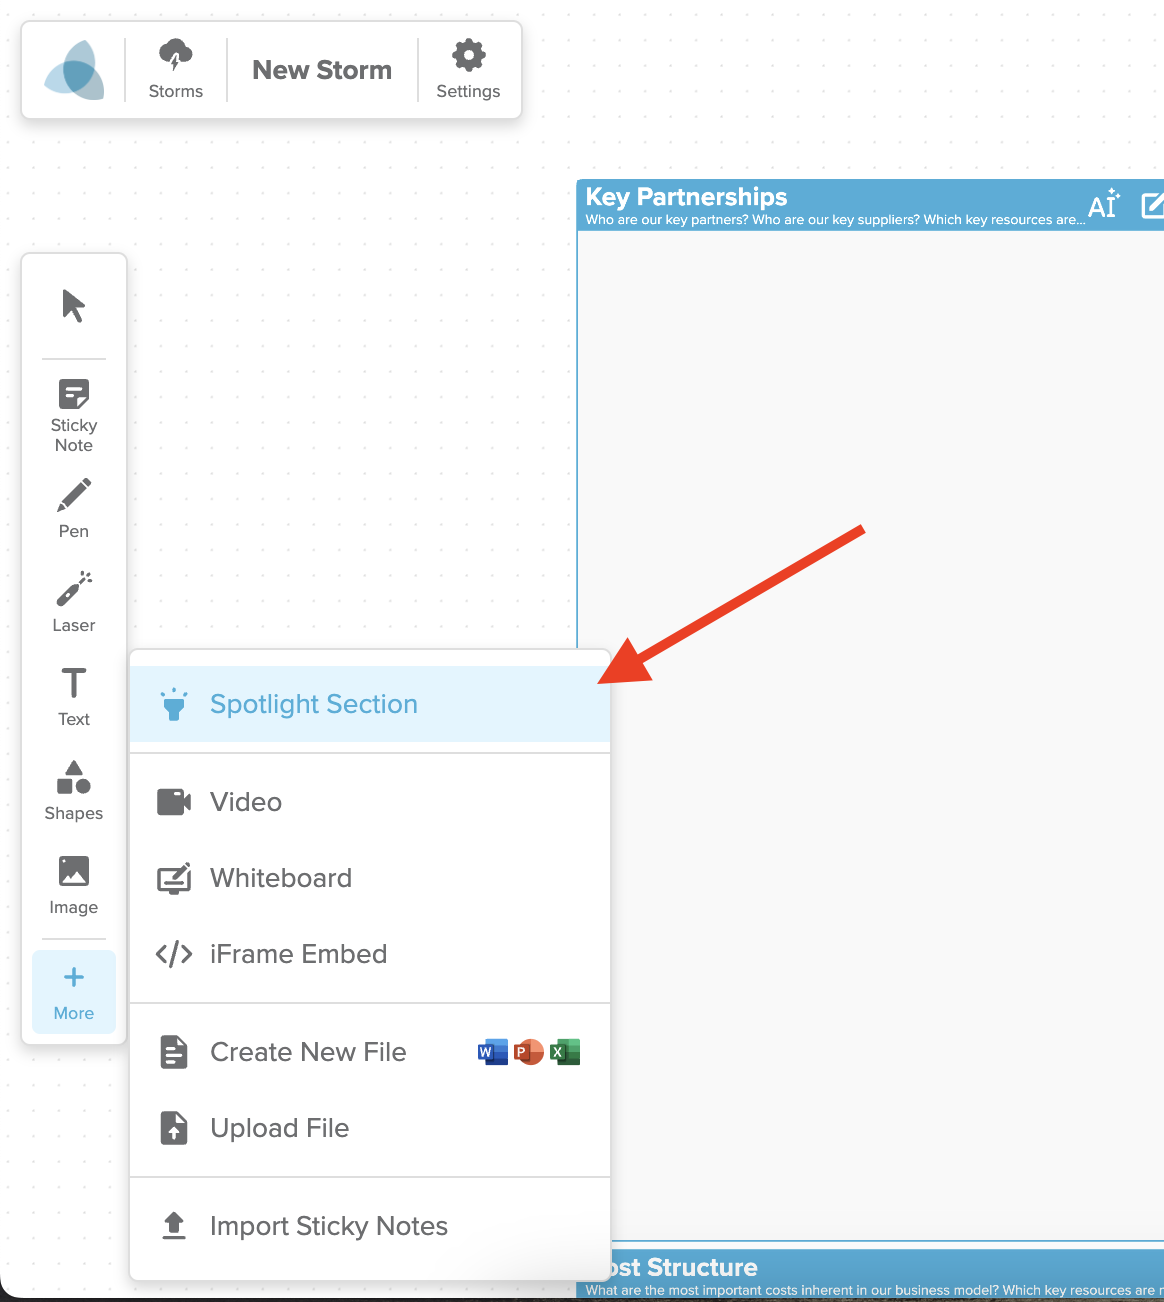 Storms
New Storm
Settings
Key Partnerships
Who are our key partners? Who are our key suppliers? Which key resources are...
AI
Sticky
Note
Pen
Laser
Text
Shapes
Image
More
Spotlight Section
Video
Whiteboard
iFrame Embed
Create New File
W P X
Upload File
Import Sticky Notes
ost Structure
What are the most important costs inherent in our business model? Which key resources are